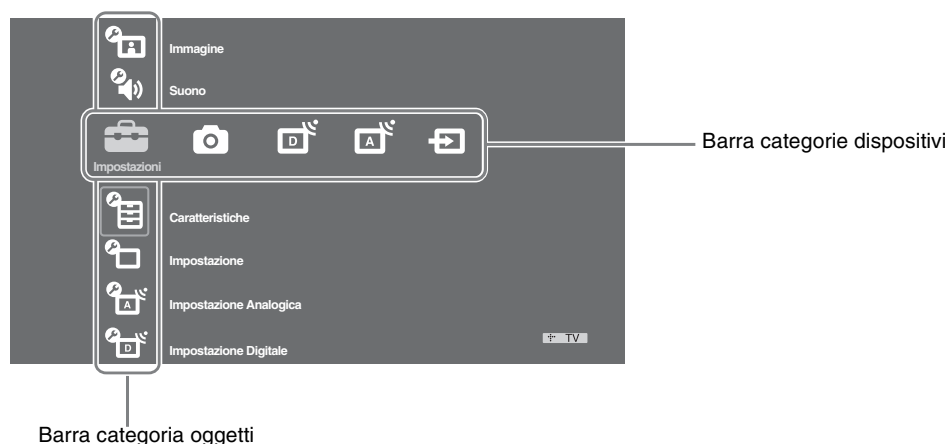 Immagine
Suono
D
A
Barra categorie dispositivi
Impostazioni
Caratteristiche
Impostazione
A
Impostazione Analogica
D
Impostazione Digitale
TV
Barra categoria oggetti